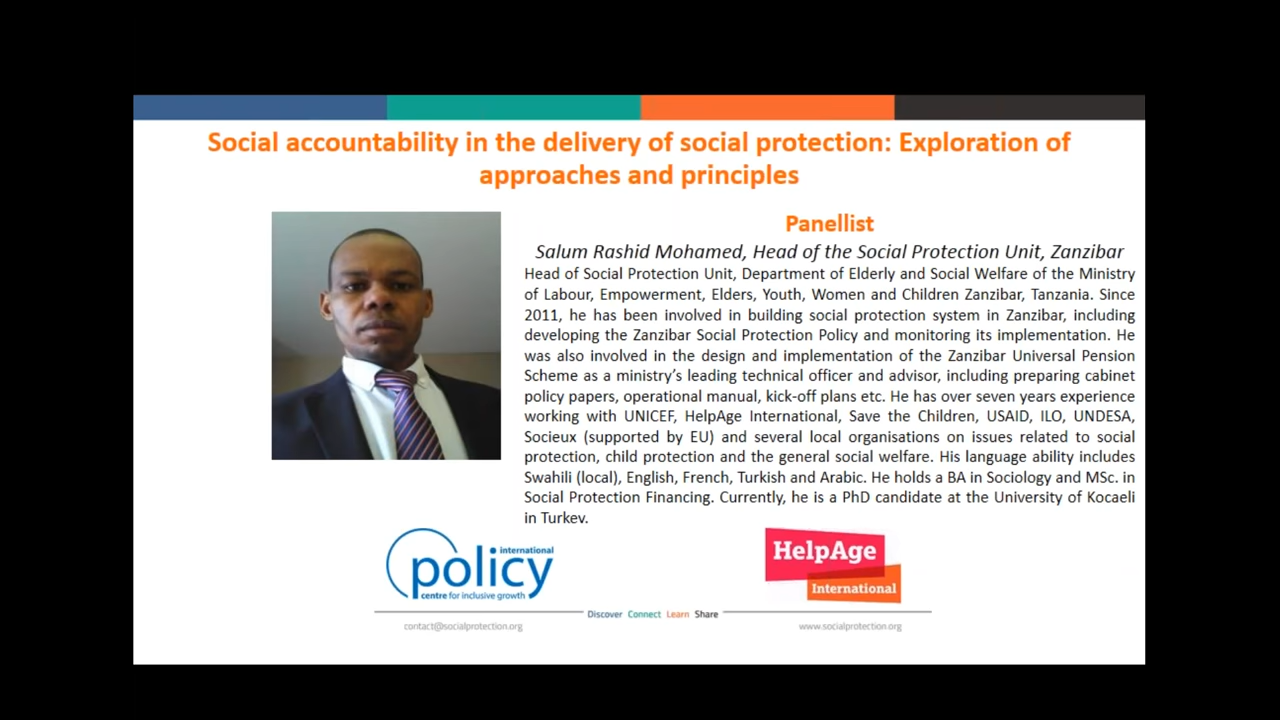 Social accountability in the delivery of social protection: Exploration of
approaches and principles
Panellist
Salum Rashid Mohamed, Head of the Social Protection Unit, Zanzibar
Head of Social Protection Unit, Department of Elderly and Social Welfare of the Ministry
of Labour, Empowerment, Elders, Youth, Women and Children Zanzibar, Tanzania. Since
2011, he has been involved in building social protection system in Zanzibar, including
developing the Zanzibar Social Protection Policy and monitoring its implementation. He
was also involved in the design and implementation of the Zanzibar Universal Pension
Scheme as a ministry’s leading technical officer and advisor, including preparing cabinet
policy papers, operational manual, kick-off plans etc. He has over seven years experience
working with UNICEF, HelpAge International, Save the Children, USAID, ILO, UNDESA,
Socieux (supported by EU) and several local organisations on issues related to social
protection, child protection and the general social welfare. His language ability includes
Swahili (local), English, French, Turkish and Arabic. He holds a BA in Sociology and MSc. in
Social Protection Financing. Currently, he is a PhD candidate at the University of Kocaeli
in Turkey.
international
policy
centre for inclusive growth
HelpAge
International
Discover Connect Learn Share
contact@socialprotection.org
www.socialprotection.org